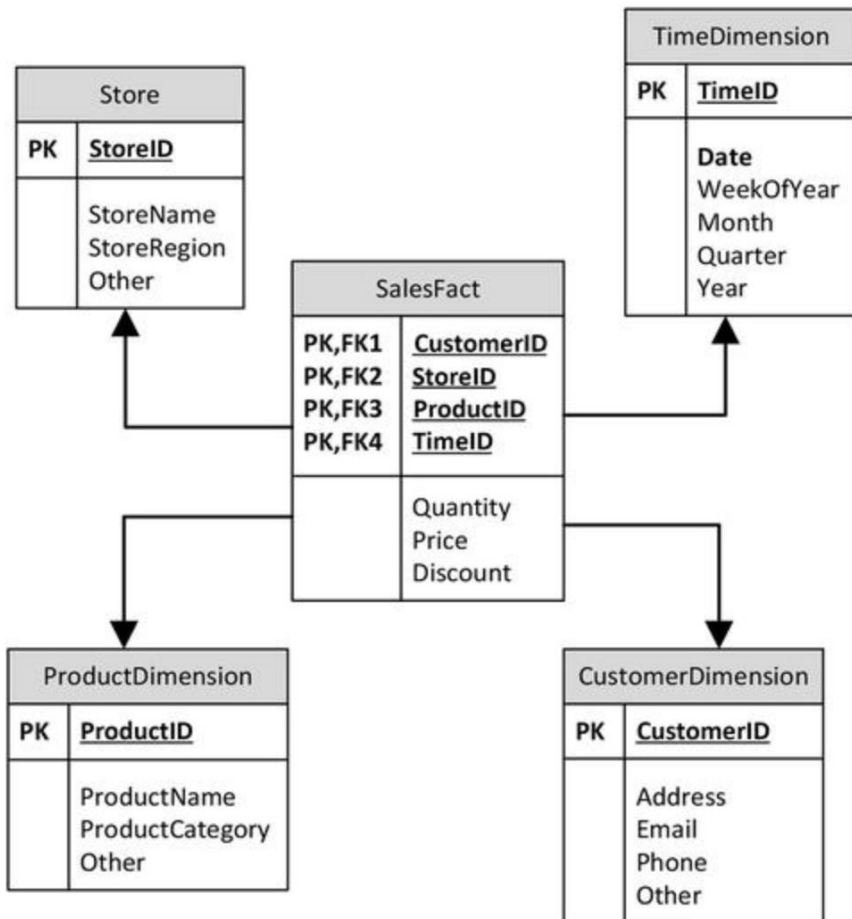 Store
PK StoreID
StoreName
StoreRegion
Other
TimeDimension
PK TimeID
Date
WeekOfYear
Month
Quarter
Year
SalesFact
PK,FK1 CustomerID
PK,FK2 StoreID
PK,FK3 ProductID
PK,FK4 TimeID
Quantity
Price
Discount
ProductDimension
PK ProductID
ProductName
ProductCategory
Other
CustomerDimension
PK CustomerID
Address
Email
Phone
Other